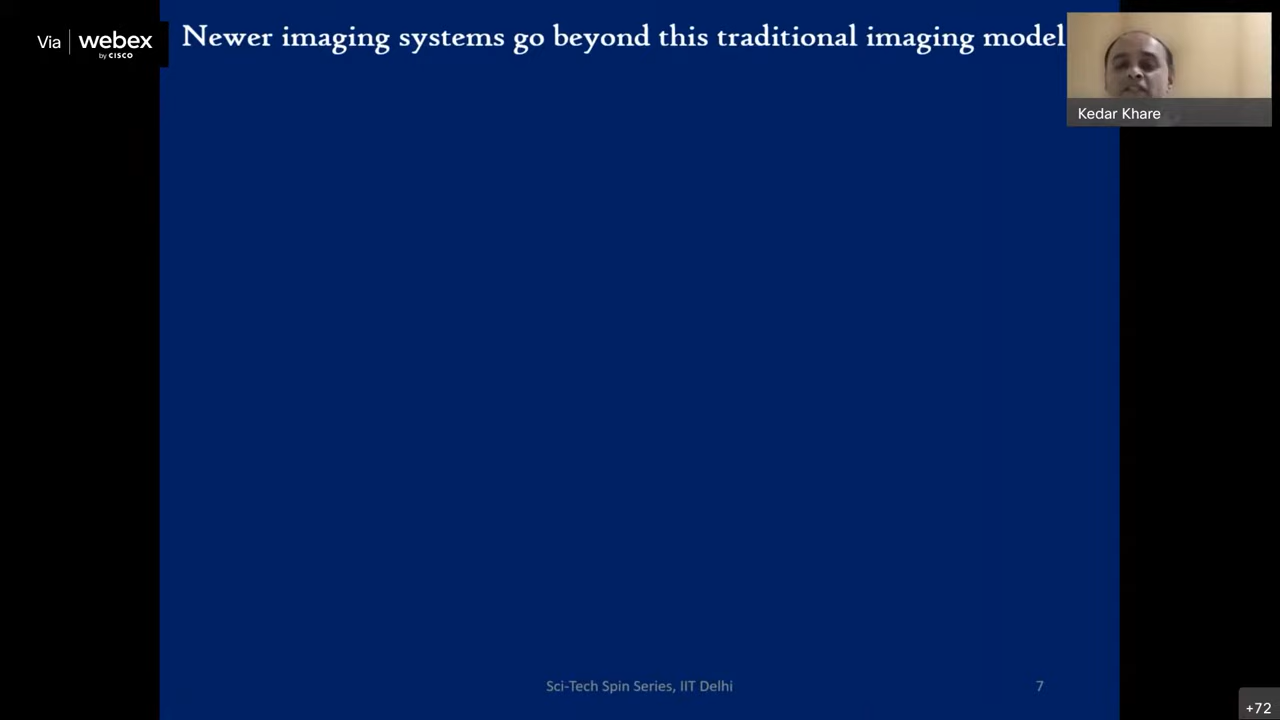 Via webex
by CISCO
Newer imaging systems go beyond this traditional imaging model
Kedar Khare
Sci-Tech Spin Series, IIT Delhi
7
+72